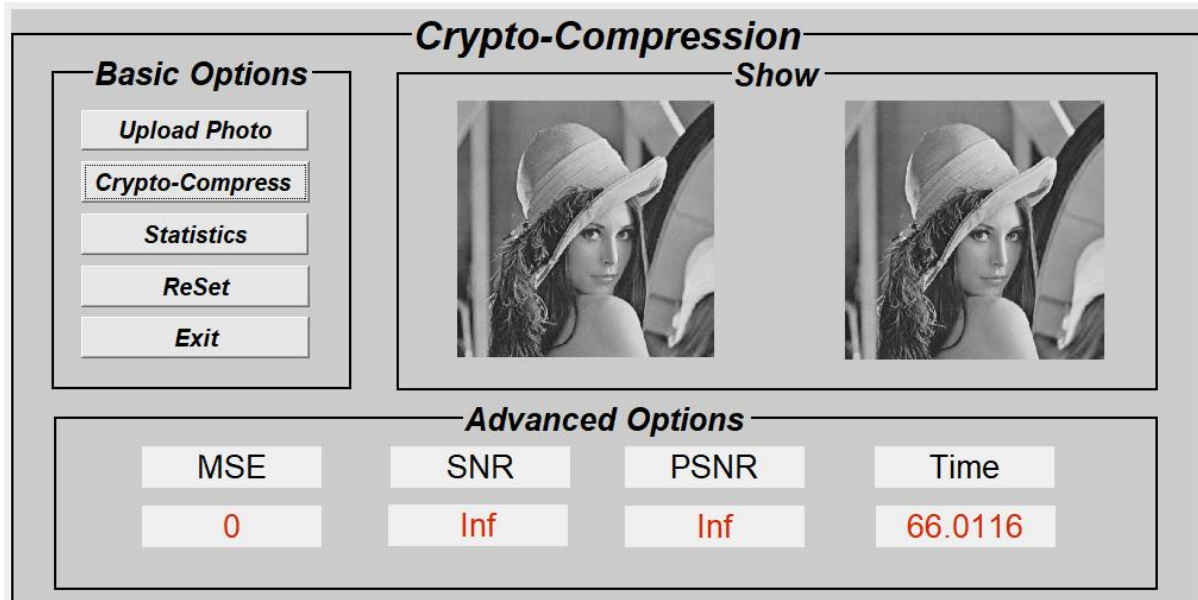 Crypto-Compression
Basic Options
Upload Photo
Crypto-Compress
Statistics
ReSet
Exit
Show
Advanced Options
MSE SNR PSNR Time
0 Inf Inf 66.0116